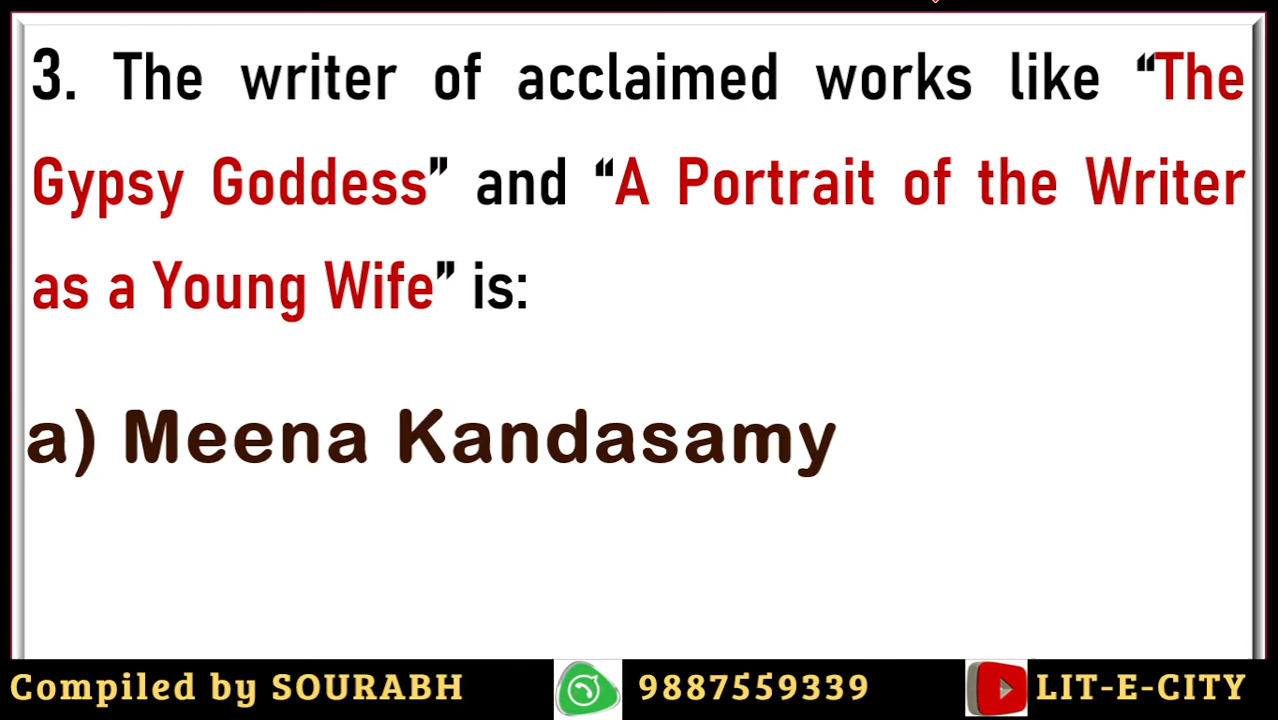 3. The writer of acclaimed works like “The
Gypsy Goddess” and “A Portrait of the Writer
as a Young Wife” is:
a) Meena Kandasamy
Compiled by SOURABH 9887559339 LIT-E-CITY